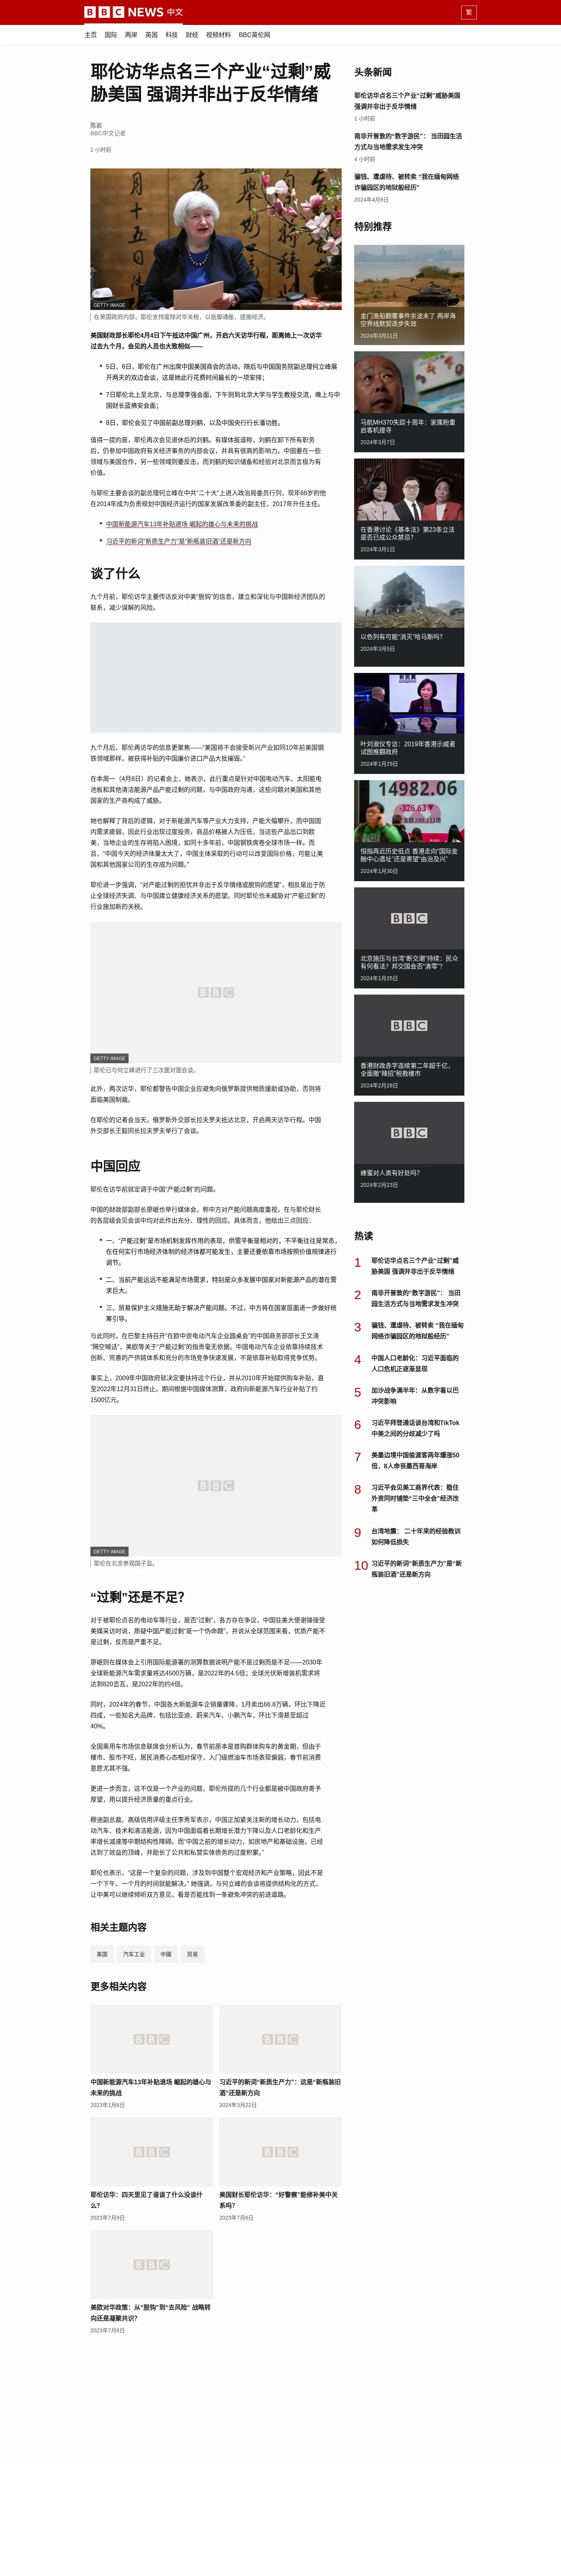 BBC NEWS 中文
繁
主页 国际 两岸 英国 科技 财经 视频材料 BBC英伦网
耶伦访华点名三个产业“过剩”威
胁美国 强调并非出于反华情绪
陈岩
BBC中文记者
1 小时前
GETTY IMAGE
在美国政府内部，耶伦支持废除对华关税，以抵御通胀，提振经济。
美国财政部长耶伦4月4日下午抵达中国广州，开启六天访华行程，距离她上一次访华
过去九个月，会见的人员也大致相似——
5日、6日，耶伦在广州出席中国美国商会的活动，随后与中国国务院副总理何立峰展
开两天的双边会谈，这是她此行花费时间最长的一项安排；
7日耶伦北上至北京，与总理李强会面，下午则到北京大学与学生教授交流，晚上与中
国财长蓝佛安会面；
8日，耶伦会见了中国前副总理刘鹤，以及中国央行行长潘功胜。
值得一提的是，耶伦再次会见退休后的刘鹤。有媒体报道称，刘鹤在卸下所有职务
后，仍参加中国政府有关经济事务的内部会议，并具有很高的影响力。中国要在一些
领域与美国合作，另一些领域则要反击，而刘鹤的知识储备和经验对北京而言极为有
价值。
与耶伦主要会谈的副总理何立峰在中共“二十大”上进入政治局委员行列，现年68岁的他
在2014年成为负责规划中国经济运行的国家发展改革委的副主任，2017年升任主任。
中国新能源汽车13年补贴退场 崛起的雄心与未来的挑战
习近平的新词“新质生产力”是“新瓶装旧酒”还是新方向
谈了什么
九个月前，耶伦访华主要传达反对中美“脱钩”的信息，建立和深化与中国新经济团队的
联系，减少误解的风险。
九个月后，耶伦再访华的信息更聚焦——“美国将不会接受新兴产业如同10年前美国钢
铁领域那样，被获得补贴的中国廉价进口产品大批摧毁。”
在本周一（4月8日）的记者会上，她表示，此行重点是针对中国电动汽车、太阳能电
池板和其他清洁能源产品产能过剩的问题，与中国政府沟通，这些问题对美国和其他
国家的生产商构成了威胁。
她也解释了背后的逻辑，对于新能源汽车等产业大力支持，产能大幅攀升，而中国国
内需求疲弱，因此行业出现过度投资，商品价格被人为压低，当这些产品出口到欧
美，当地企业的生存将陷入困境，如同十多年前，中国钢铁席卷全球市场一样。而
且，“中国今天的经济体量太大了，中国主体采取的行动可以改变国际价格，可能让美
国和其他国家公司的生存成为问题。”
耶伦进一步强调，“对产能过剩的担忧并非出于反华情绪或脱钩的愿望”，相反是出于防
止全球经济失调、与中国建立健康经济关系的愿望。同时耶伦也未威胁对“产能过剩”的
行业施加新的关税。
BBC
GETTY IMAGE
耶伦已与何立峰进行了三次面对面会谈。
此外，两次访华，耶伦都警告中国企业应避免向俄罗斯提供物质援助或协助，否则将
面临美国制裁。
在耶伦的记者会当天，俄罗斯外交部长拉夫罗夫抵达北京，开启两天访华行程。中国
外交部长王毅同长拉夫罗夫举行了会谈。
中国回应
耶伦在访华前就定调于中国“产能过剩”的问题。
中国的财政部副部长廖岷也举行媒体会，称中方对产能问题高度重视，在与耶伦财长
的各层级会见会谈中均对此作出充分、理性的回应。具体而言，他给出三点回应：
一、“产能过剩”是市场机制发挥作用的表现，供需平衡是相对的，不平衡往往是常态，
在任何实行市场经济体制的经济体都可能发生，主要还要依靠市场按照价值规律进行
调节。
二、当前产能远远不能满足市场需求，特别是众多发展中国家对新能源产品的潜在需
求巨大。
三、贸易保护主义措施无助于解决产能问题。不过，中方将在国家层面进一步做好统
筹引导。
与此同时，在巴黎主持召开“在欧中资电动汽车企业圆桌会”的中国商务部部长王文涛
“隔空喊话”，美欧等关于“产能过剩”的指责毫无依据。中国电动汽车企业依靠持续技术
创新、完善的产供链体系和充分的市场竞争快速发展，不是依靠补贴取得竞争优势。
事实上，2009年中国政府就决定要扶持这个行业，并从2010年开始提供购车补贴，直
至2022年12月31日终止。期间根据中国媒体测算，政府向新能源汽车行业补贴了约
1500亿元。
BBC
GETTY IMAGE
耶伦在北京参观国子监。
“过剩”还是不足？
对于被耶伦点名的电动车等行业，是否“过剩”，各方存在争议，中国驻美大使谢锋接受
美媒采访时说，质疑中国产能过剩“是一个伪命题”，并说从全球范围来看，优质产能不
是过剩，反而是严重不足。
廖岷则在媒体会上引用国际能源署的测算数据说明产能不是过剩而是不足——2030年
全球新能源汽车需求量将达4500万辆，是2022年的4.5倍；全球光伏新增装机需求将
达到820吉瓦，是2022年的约4倍。
同时，2024年的春节，中国各大新能源车企销量骤降，1月卖出66.8万辆，环比下降近
四成，一些知名大品牌，包括比亚迪、蔚来汽车、小鹏汽车，环比下滑甚至超过
40%。
全国乘用车市场信息联席会分析认为，春节前原本是首购群体购车的黄金期，但由于
楼市、股市不旺，居民消费心态相对保守，入门级燃油车市场表现偏弱，春节前消费
意愿尤其不强。
更进一步而言，这不仅是一个产业的问题，耶伦所提的几个行业都是被中国政府寄予
厚望，用以提升经济质量的重点行业。
穆迪副总裁、高级信用评级主任李秀军表示，中国正加紧关注新的增长动力，包括电
动汽车、技术和清洁能源，因为中国面临着长期增长潜力下降以及人口老龄化和生产
率增长减速等中期结构性障碍。而“中国之前的增长动力，如房地产和基础设施，已经
达到了效益的顶峰，并助长了公共和私营实体债务的过度积累。”
耶伦也表示，“这是一个复杂的问题，涉及到中国整个宏观经济和产业策略，因此不是
一个下午、一个月的时间就能解决。” 她强调，与何立峰的会谈将提供结构化的方式，
让中美可以继续倾听双方意见，看是否能找到一条避免冲突的前进道路。
相关主题内容
美国 汽车工业 中國 贸易
更多相关内容
BBC
中国新能源汽车13年补贴退场 崛起的雄心与
未来的挑战
2023年1月6日
BBC
习近平的新词“新质生产力”：这是“新瓶装旧
酒”还是新方向
2024年3月22日
BBC
耶伦访华：四天里见了谁谈了什么没谈什
么？
2023年7月9日
BBC
美国财长耶伦访华：“好警察”能修补美中关
系吗？
2023年7月6日
BBC
美欧对华政策：从“脱钩”到“去风险” 战略转
向还是凝聚共识？
2023年7月6日
头条新闻
耶伦访华点名三个产业“过剩”威胁美国
强调并非出于反华情绪
1 小时前
南非开普敦的“数字游民”： 当田园生活
方式与当地需求发生冲突
4 小时前
骗钱、遭虐待、被转卖 “我在缅甸网络
诈骗园区的地狱般经历”
2024年4月8日
特别推荐
金门渔船翻覆事件余波未了 两岸海
空界线默契逐步失效
2024年3月11日
马航MH370失踪十周年：家属盼重
启客机搜寻
2024年3月7日
在香港讨论《基本法》第23条立法
是否已成公众禁忌？
2024年3月1日
以色列有可能“消灭”哈马斯吗？
2024年3月5日
叶刘淑仪专访：2019年香港示威者
试图推翻政府
2024年1月29日
14982.06
-326.63▼
恒指再近历史低点 香港走向“国际金
融中心遗址”还是寄望“由治及兴”
2024年1月30日
BBC
北京施压与台湾“断交潮”持续：民众
有何看法？邦交国会否“清零”？
2024年1月25日
BBC
香港财政赤字连续第二年超千亿，
全面撤“辣招”税救楼市
2024年2月28日
BBC
蜂蜜对人类有好处吗？
2024年2月23日
热读
1 耶伦访华点名三个产业“过剩”威
胁美国 强调并非出于反华情绪
2 南非开普敦的“数字游民”： 当田
园生活方式与当地需求发生冲突
3 骗钱、遭虐待、被转卖 “我在缅甸
网络诈骗园区的地狱般经历”
4 中国人口老龄化：习近平面临的
人口危机正逐渐显现
5 加沙战争满半年：从数字看以巴
冲突影响
6 习近平拜登通话谈台湾和TikTok
中美之间的分歧减少了吗
7 美墨边境中国偷渡客两年爆涨50
倍，8人命丧墨西哥海岸
8 习近平会见美工商界代表：稳住
外资同时铺垫“三中全会”经济改
革
9 台湾地震： 二十年来的经验教训
如何降低损失
10 习近平的新词“新质生产力”是“新
瓶装旧酒”还是新方向